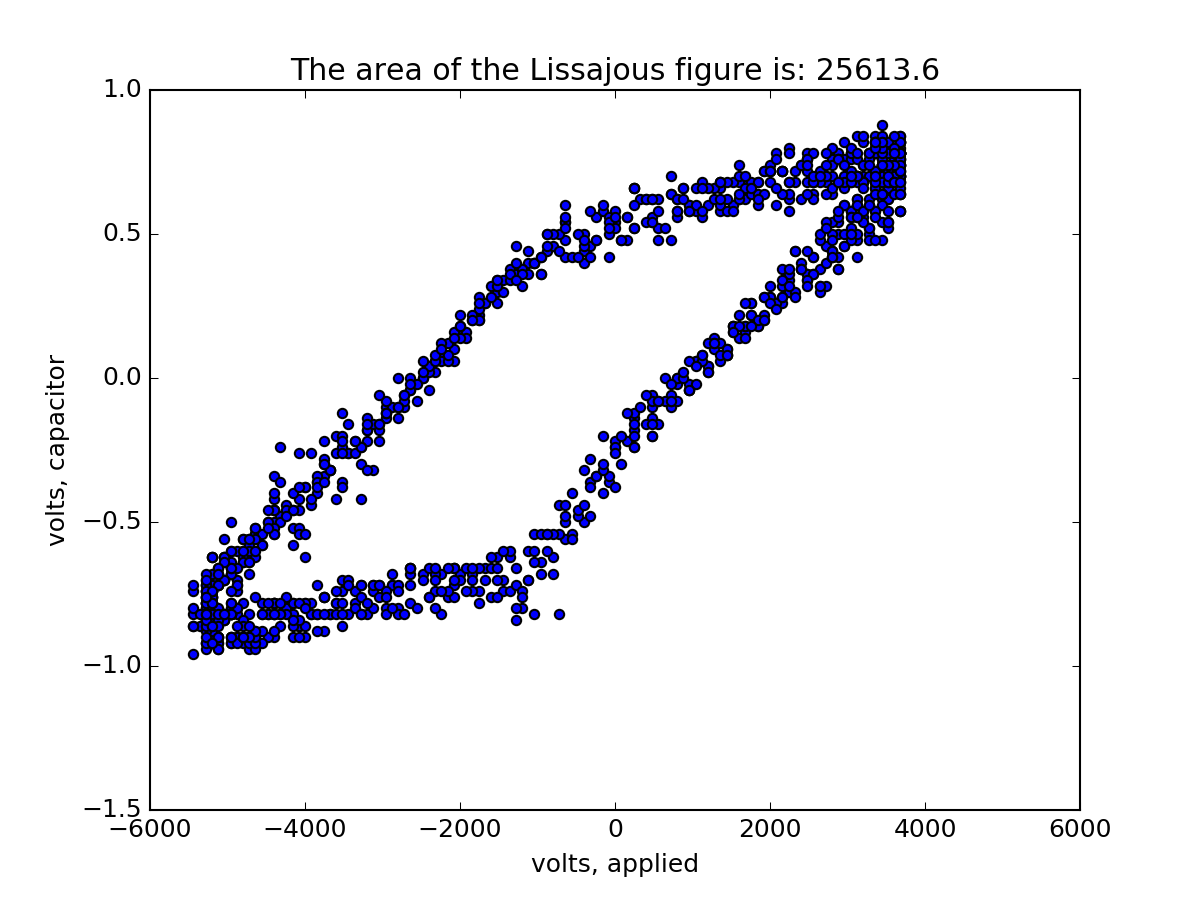 The area of the Lissajous figure is: 25613.6
1.0
0.5
0.0
−0.5
−1.0
−1.5
volts, capacitor
−6000 −4000 −2000 0 2000 4000 6000
volts, applied